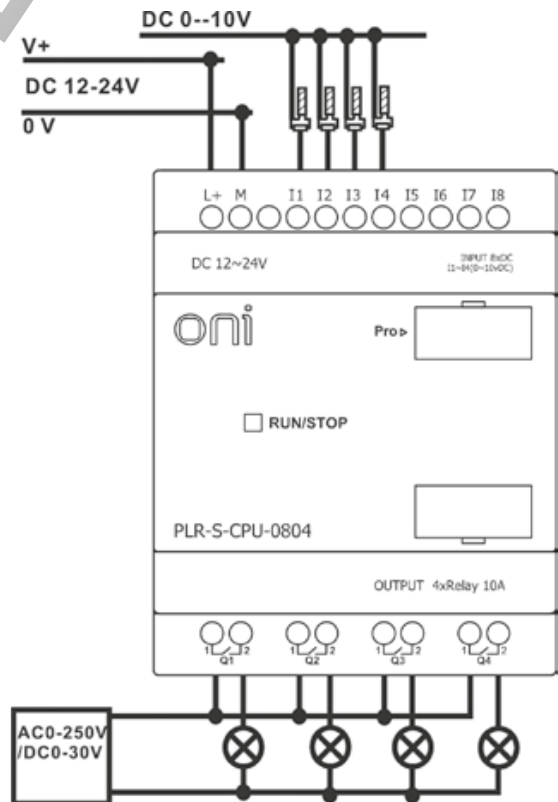 DC 0--10V
V+
DC 12-24V
0 V
L+ M I1 I2 I3 I4 I5 I6 I7 I8
DC 12~24V
INPUT 8xDC
I1~I4(0~10vDC)
oni
Pro▹
RUN/STOP
PLR-S-CPU-0804
OUTPUT 4xRelay 10A
1 2 1 2 1 2 1 2
Q1 Q2 Q3 Q4
AC0-250V
/DC0-30V